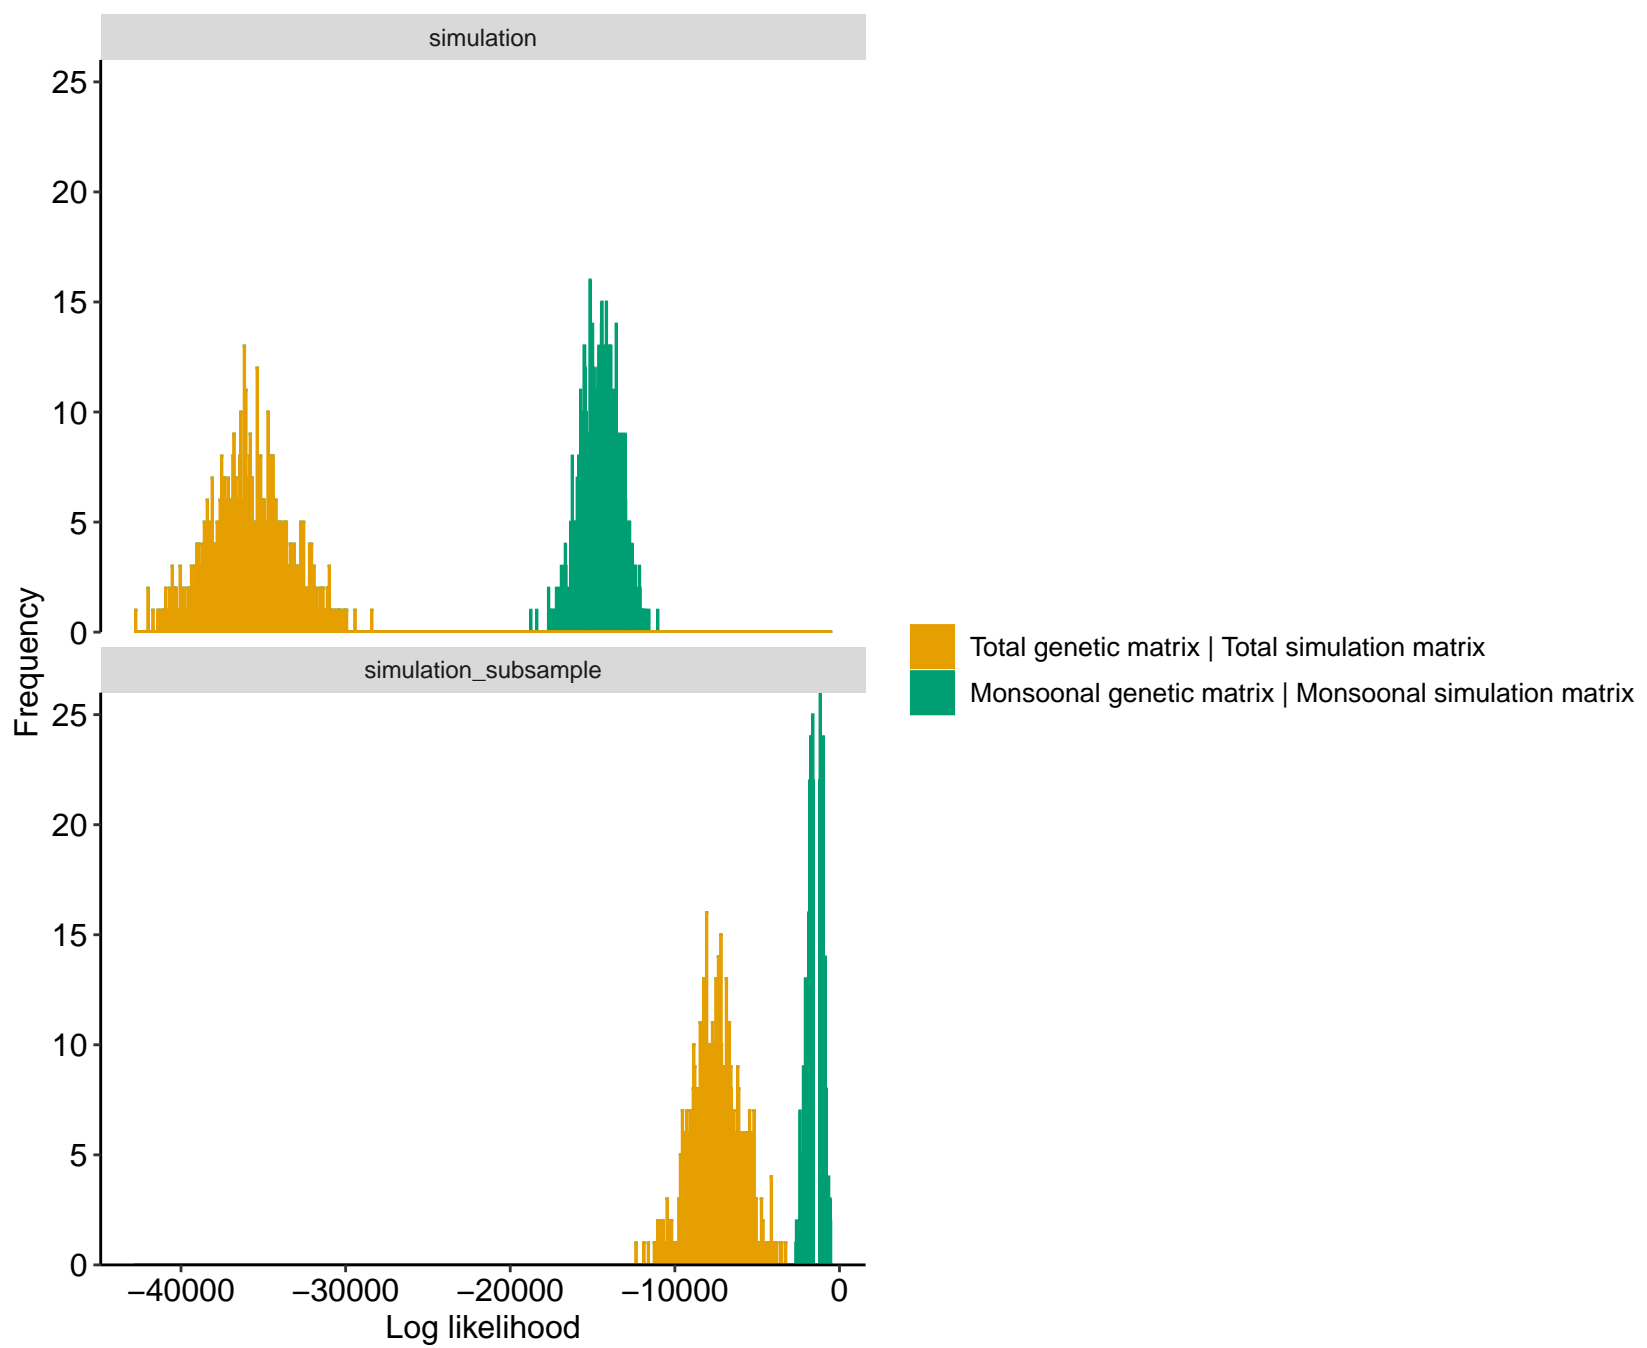 simulation
25
20
15
10
5
0
Frequency
simulation_subsample
25
20
15
10
5
0
−40000 −30000 −20000 −10000 0
Log likelihood
Total genetic matrix | Total simulation matrix
Monsoonal genetic matrix | Monsoonal simulation matrix